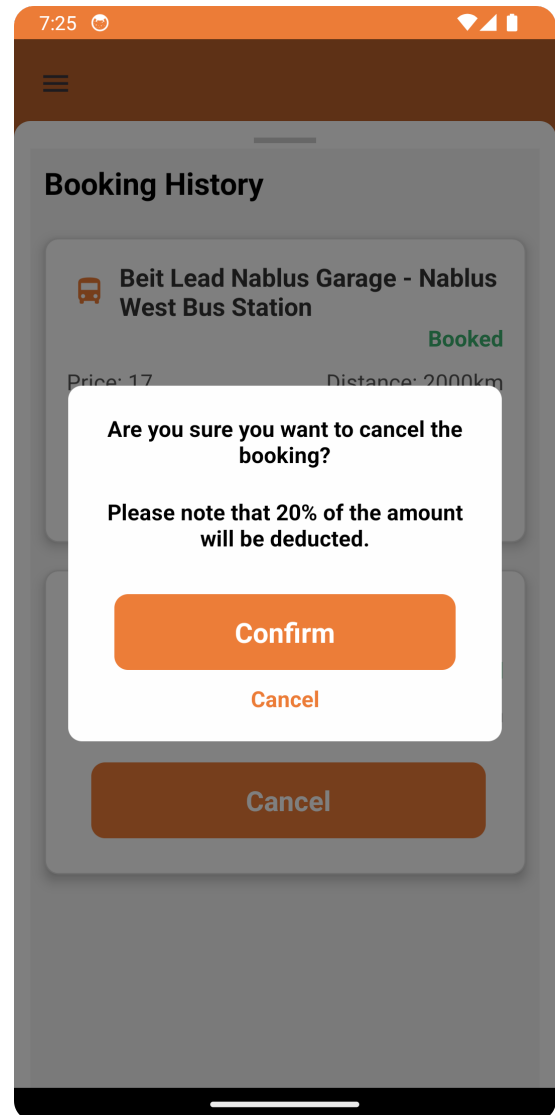 7:25
Booking History
Beit Lead Nablus Garage - Nablus
West Bus Station
Booked
Price: 17
Distance: 2000km
Are you sure you want to cancel the
booking?
Please note that 20% of the amount
will be deducted.
Confirm
Cancel
Cancel